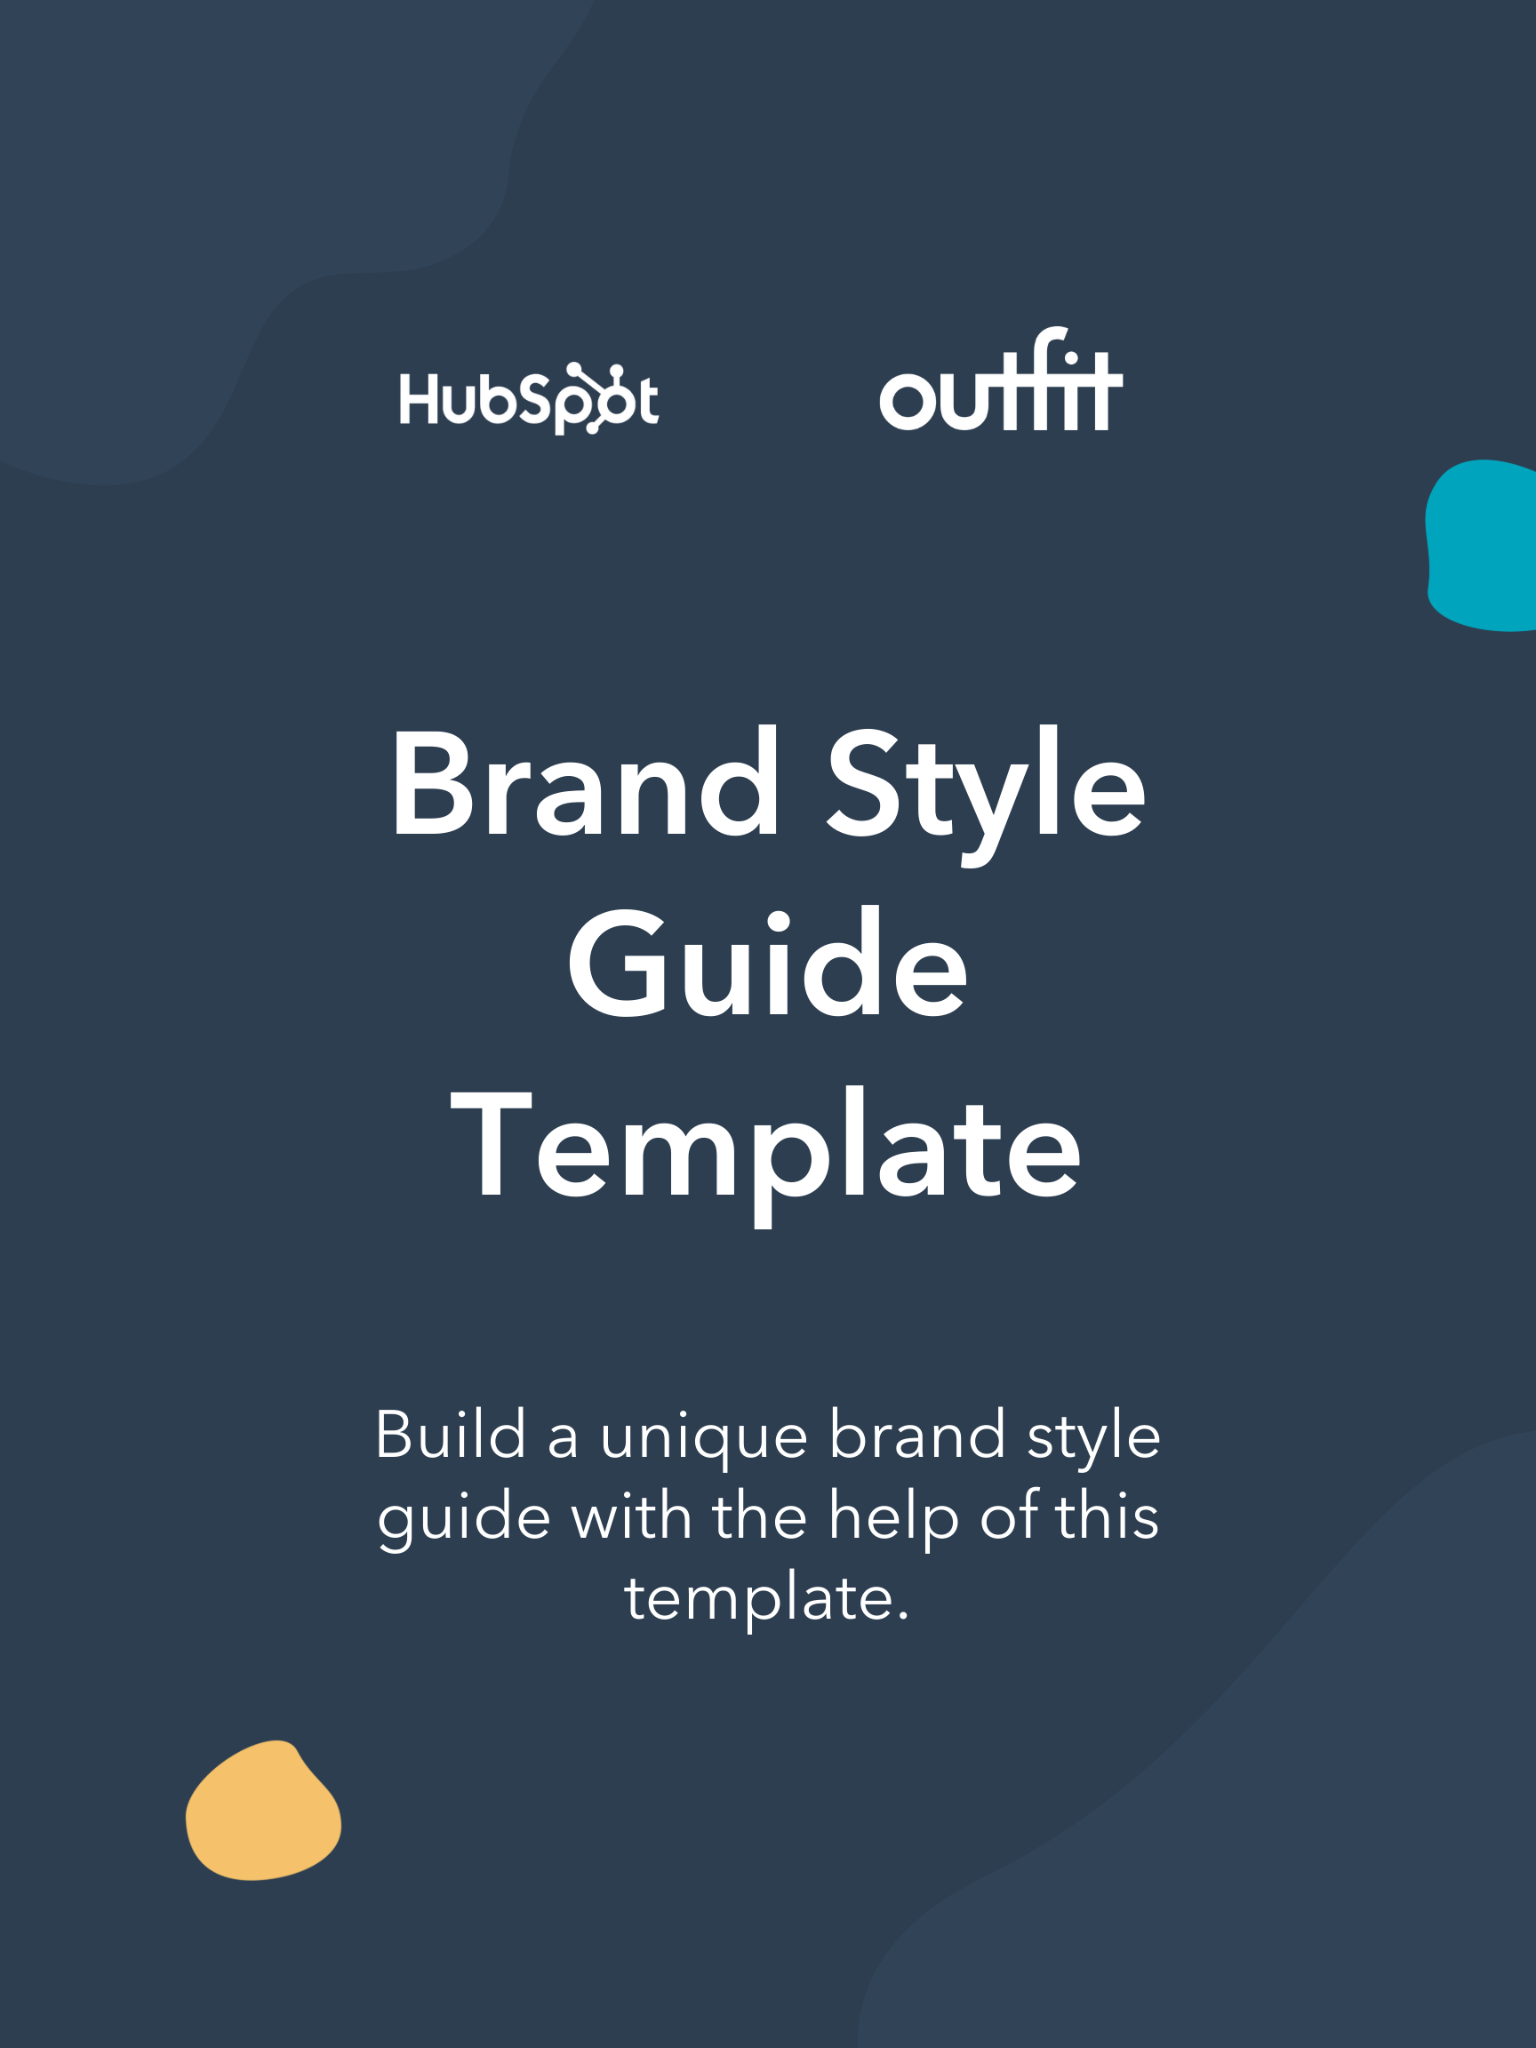 HubSpot outfit
Brand Style
Guide
Template
Build a unique brand style
guide with the help of this
template.